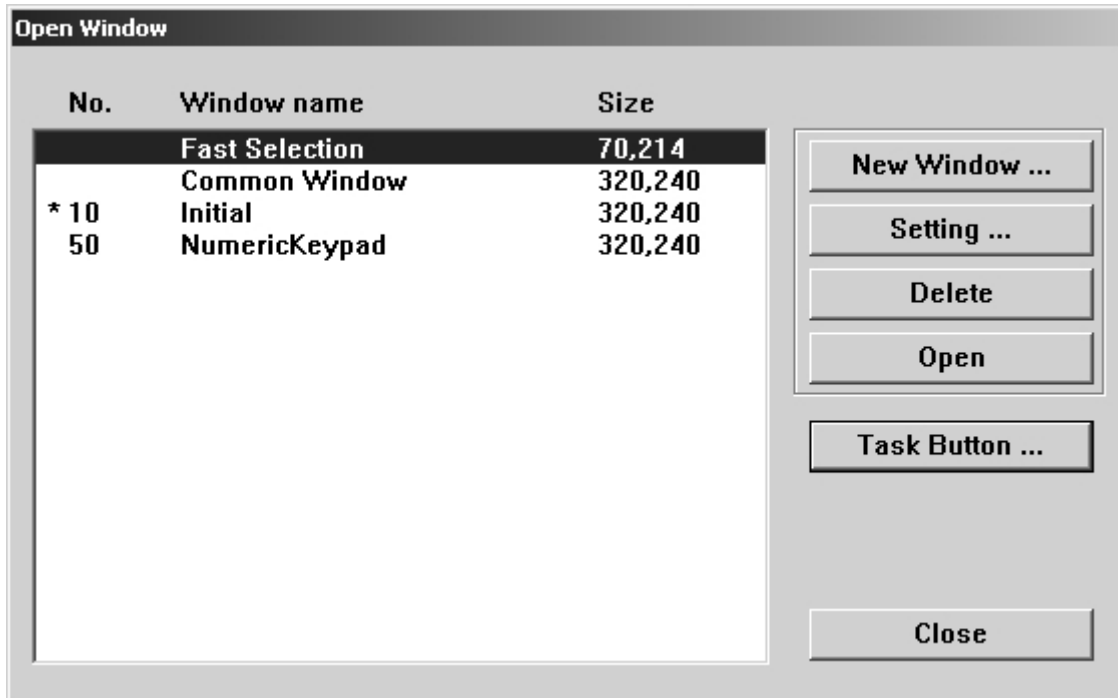 Open Window
No. Window name Size
Fast Selection 70,214
Common Window 320,240
* 10 Initial 320,240
50 NumericKeypad 320,240
New Window ...
Setting ...
Delete
Open
Task Button ...
Close